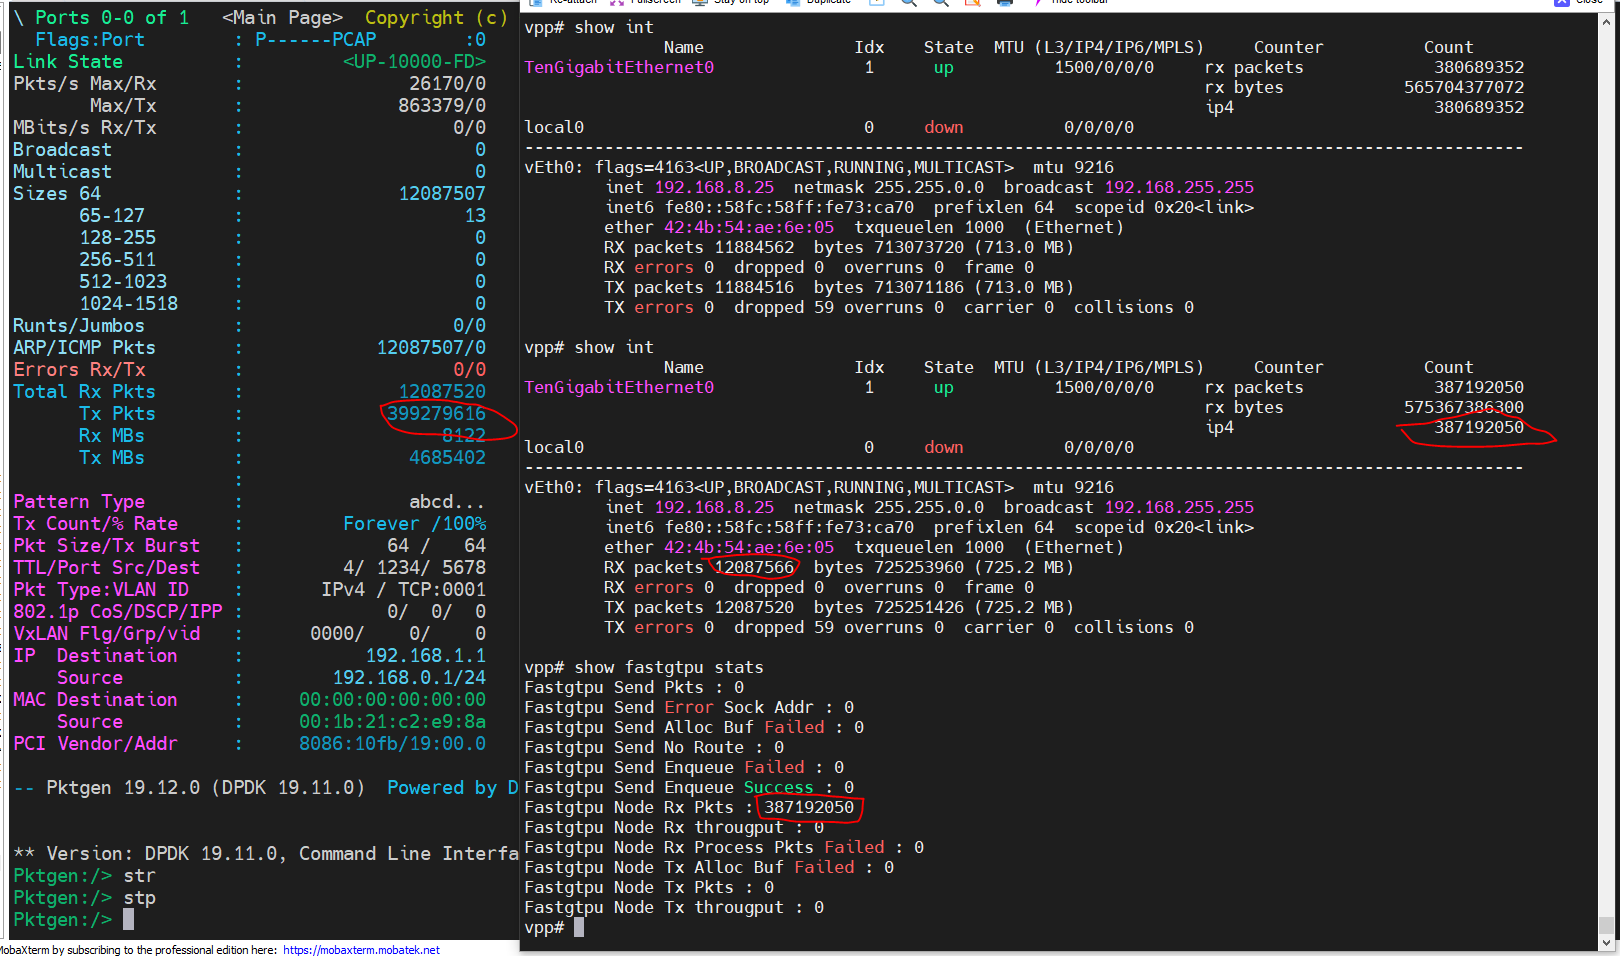 \ Ports 0-0 of 1   <Main Page>  Copyright (c)
Flags:Port        : P------PCAP        :0
Link State        :         <UP-10000-FD>
Pkts/s Max/Rx     :               26170/0
Max/Tx     :              863379/0
MBits/s Rx/Tx     :                   0/0
Broadcast         :                     0
Multicast         :                     0
Sizes 64          :              12087507
65-127      :                    13
128-255     :                     0
256-511     :                     0
512-1023    :                     0
1024-1518   :                     0
Runts/Jumbos      :                   0/0
ARP/ICMP Pkts     :            12087507/0
Errors Rx/Tx      :                   0/0
Total Rx Pkts     :              12087520
Tx Pkts     :             399279616
Rx MBs      :                  8122
Tx MBs      :               4685402
:
Pattern Type      :               abcd...
Tx Count/% Rate   :         Forever /100%
Pkt Size/Tx Burst :             64 /   64
TTL/Port Src/Dest :         4/ 1234/ 5678
Pkt Type:VLAN ID  :       IPv4 / TCP:0001
802.1p CoS/DSCP/IPP :             0/  0/   0
VxLAN Flg/Grp/vid :      0000/    0/    0
IP  Destination   :           192.168.1.1
Source        :        192.168.0.1/24
MAC Destination   :     00:00:00:00:00:00
Source        :     00:1b:21:c2:e9:8a
PCI Vendor/Addr   :     8086:10fb/19:00.0
-- Pktgen 19.12.0 (DPDK 19.11.0)  Powered by D
** Version: DPDK 19.11.0, Command Line Interfa
Pktgen:/> str
Pktgen:/> stp
Pktgen:/>
MobaXterm by subscribing to the professional edition here: https://mobaxterm.mobatek.net
Re-attach Fullscreen Stay on top Duplicate Hide toolbar Close
vpp# show int
Name               Idx    State  MTU (L3/IP4/IP6/MPLS)     Counter          Count
TenGigabitEthernet0               1      up          1500/0/0/0     rx packets             380689352
rx bytes            565704377072
ip4                    380689352
local0                            0     down          0/0/0/0
----------------------------------------------------------------------------------------------------
vEth0: flags=4163<UP,BROADCAST,RUNNING,MULTICAST>  mtu 9216
inet 192.168.8.25  netmask 255.255.0.0  broadcast 192.168.255.255
inet6 fe80::58fc:58ff:fe73:ca70  prefixlen 64  scopeid 0x20<link>
ether 42:4b:54:ae:6e:05  txqueuelen 1000  (Ethernet)
RX packets 11884562  bytes 713073720 (713.0 MB)
RX errors 0  dropped 0  overruns 0  frame 0
TX packets 11884516  bytes 713071186 (713.0 MB)
TX errors 0  dropped 59 overruns 0  carrier 0  collisions 0
vpp# show int
Name               Idx    State  MTU (L3/IP4/IP6/MPLS)     Counter          Count
TenGigabitEthernet0               1      up          1500/0/0/0     rx packets             387192050
rx bytes            575367386300
ip4                    387192050
local0                            0     down          0/0/0/0
----------------------------------------------------------------------------------------------------
vEth0: flags=4163<UP,BROADCAST,RUNNING,MULTICAST>  mtu 9216
inet 192.168.8.25  netmask 255.255.0.0  broadcast 192.168.255.255
inet6 fe80::58fc:58ff:fe73:ca70  prefixlen 64  scopeid 0x20<link>
ether 42:4b:54:ae:6e:05  txqueuelen 1000  (Ethernet)
RX packets 12087566  bytes 725253960 (725.2 MB)
RX errors 0  dropped 0  overruns 0  frame 0
TX packets 12087520  bytes 725251426 (725.2 MB)
TX errors 0  dropped 59 overruns 0  carrier 0  collisions 0
vpp# show fastgtpu stats
Fastgtpu Send Pkts : 0
Fastgtpu Send Error Sock Addr : 0
Fastgtpu Send Alloc Buf Failed : 0
Fastgtpu Send No Route : 0
Fastgtpu Send Enqueue Failed : 0
Fastgtpu Send Enqueue Success : 0
Fastgtpu Node Rx Pkts : 387192050
Fastgtpu Node Rx througput : 0
Fastgtpu Node Rx Process Pkts Failed : 0
Fastgtpu Node Tx Alloc Buf Failed : 0
Fastgtpu Node Tx Pkts : 0
Fastgtpu Node Tx througput : 0
vpp#